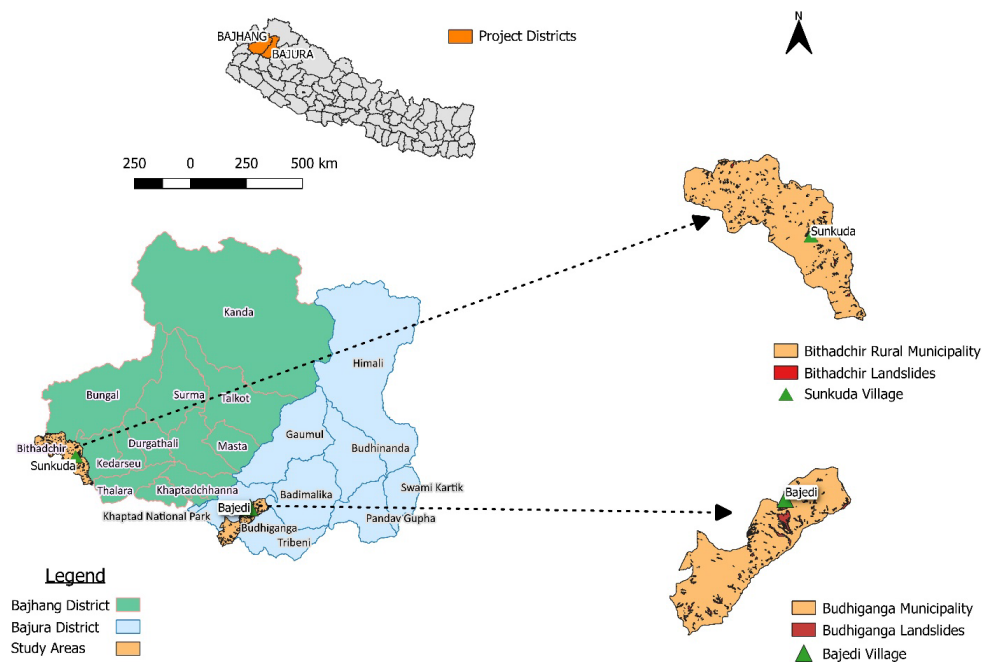 BAJHANG
BAJURA
Project Districts
N
250 0 250 500 km
Kanda
Himali
Bungal
Surma
Talkot
Gaumul
Bithadchir
Durgathali
Masta
Budhinanda
Sunkuda
Kedarseu
Thalara
Khaptadchhanna
Badimalika
Swami Kartik
Khaptad National Park
Bajedi
Budhiganga
Pandav Gupha
Tribeni
Legend
Bajhang District
Bajura District
Study Areas
Sunkuda
Bithadchir Rural Municipality
Bithadchir Landslides
Sunkuda Village
Bajedi
Budhiganga Municipality
Budhiganga Landslides
Bajedi Village